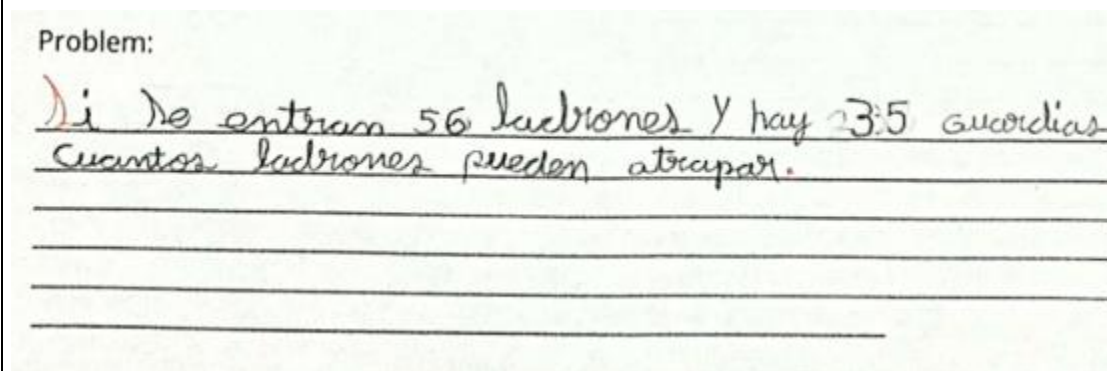 Problem:
Si se entran 56 ladrones y hay 35 guardias
cuantos ladrones pueden atrapar.